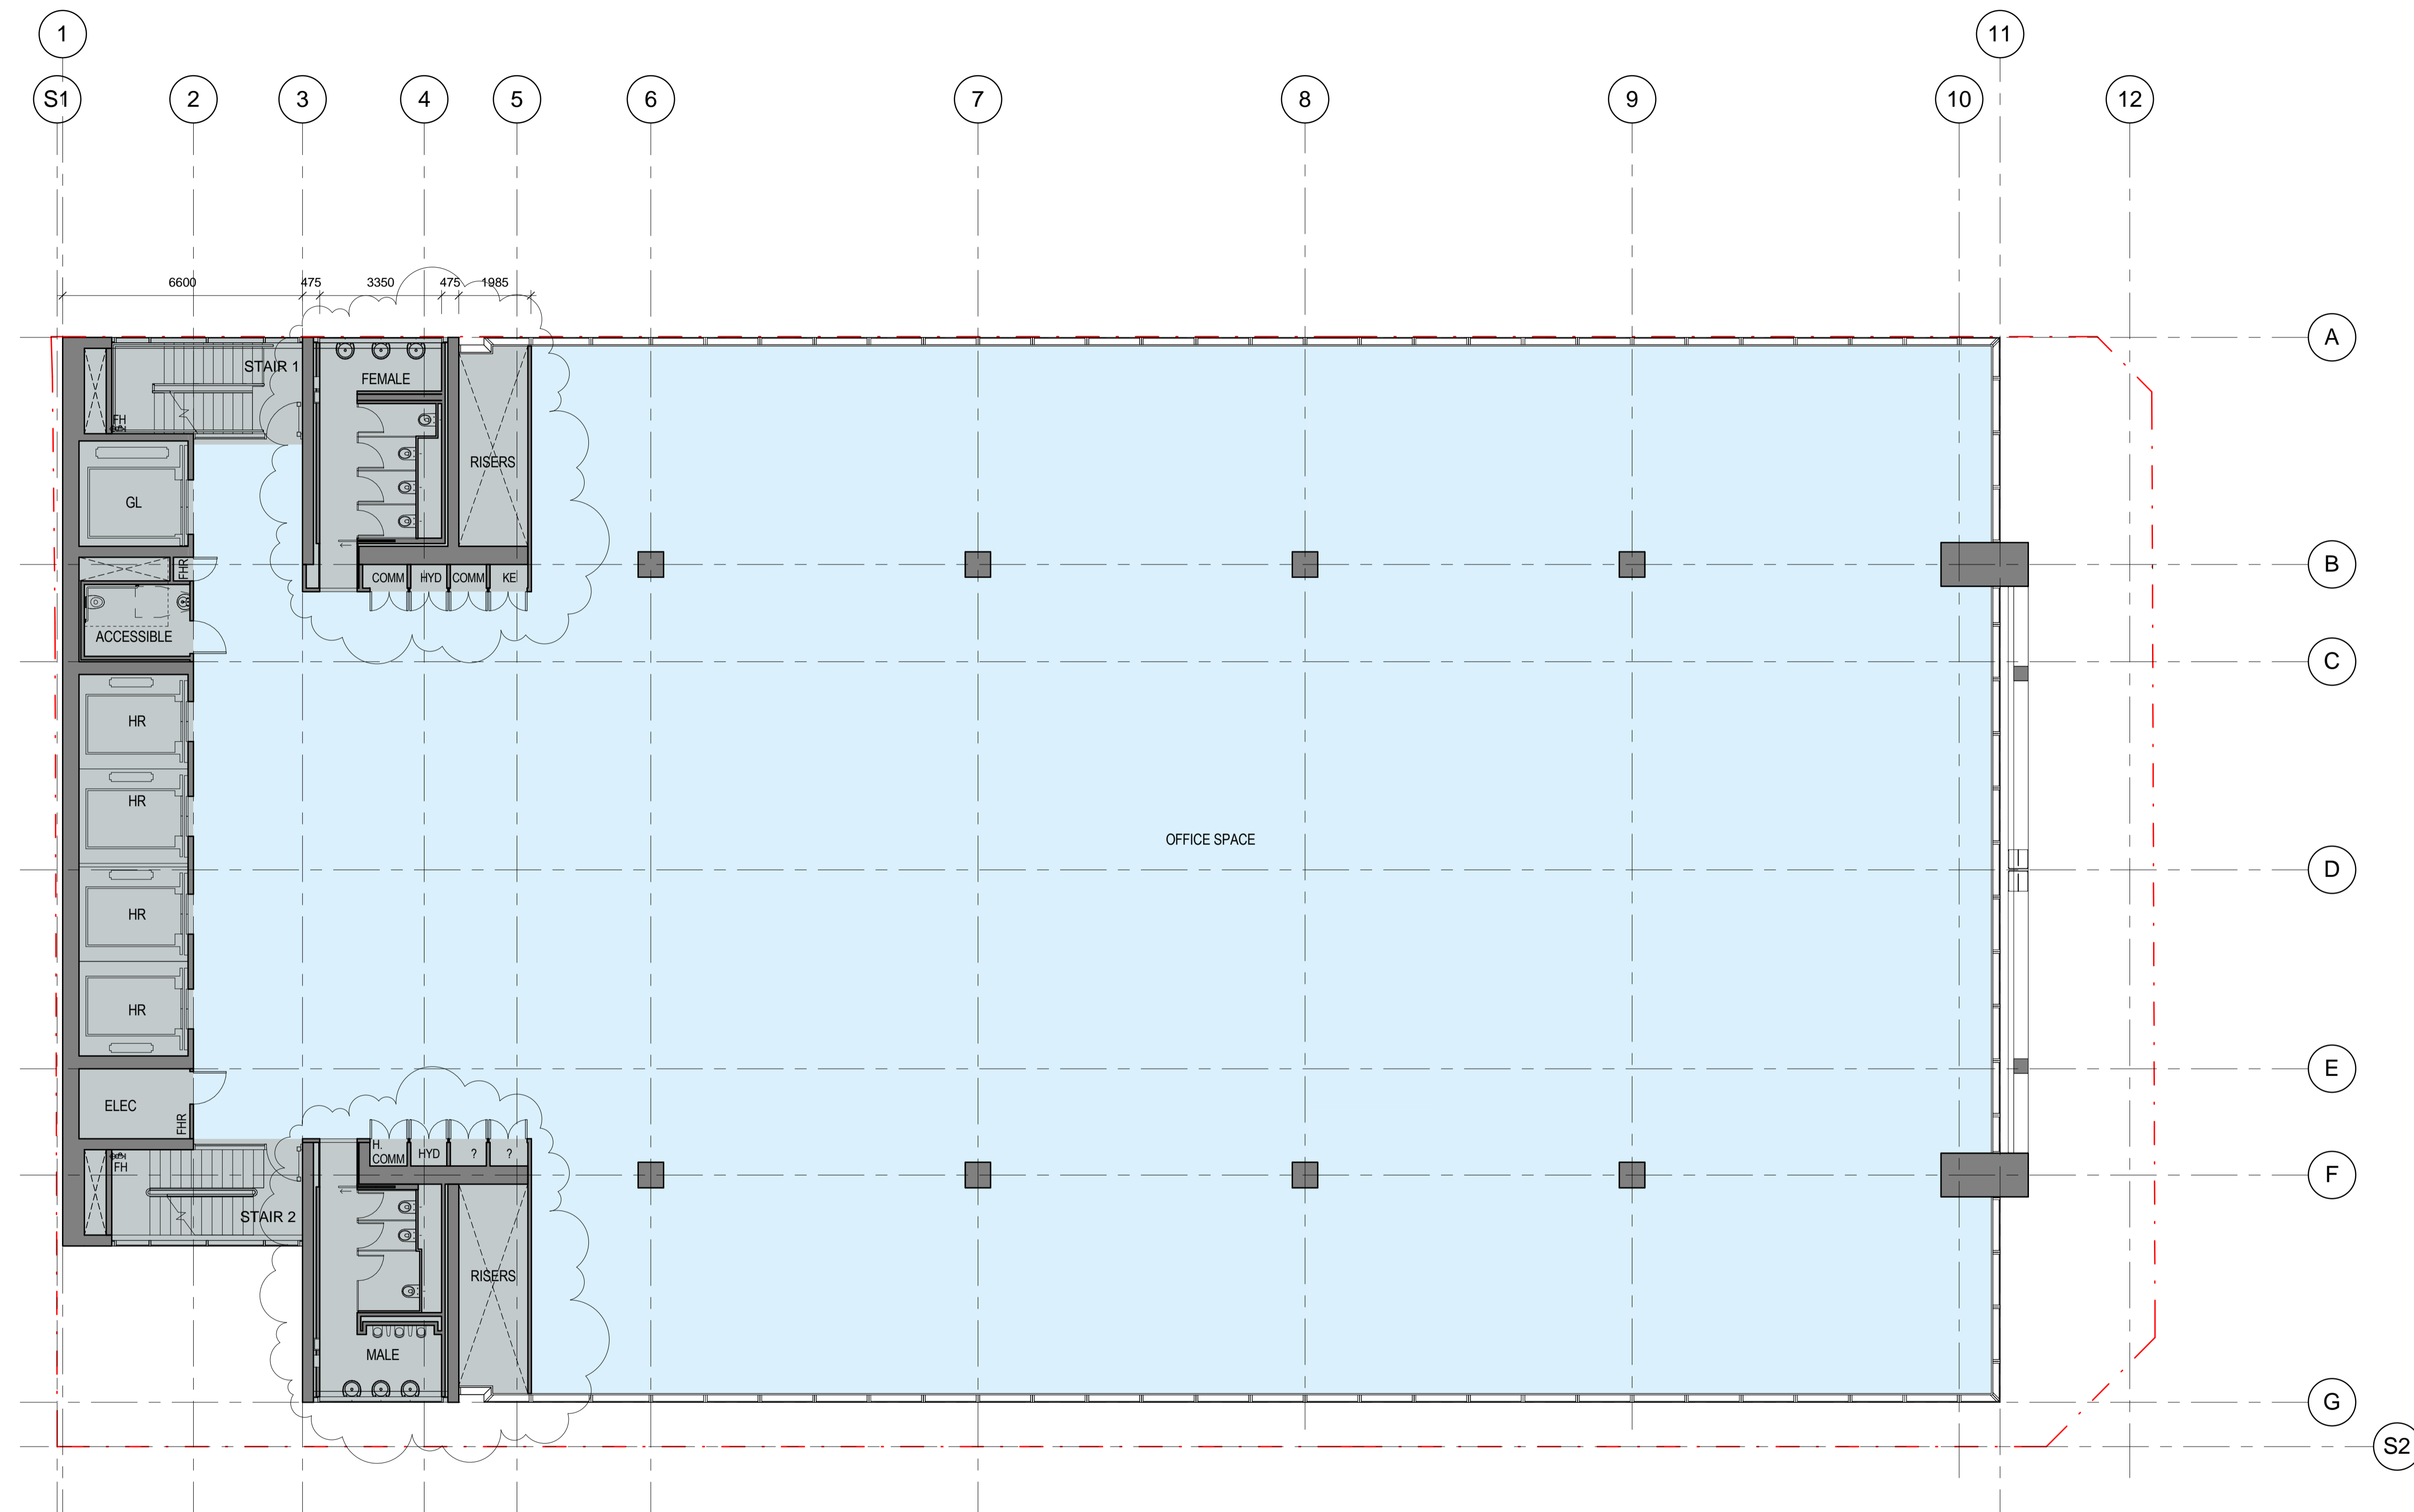 1
11
S1
2
3
4
5
6
7
8
9
10
12
6600
475
3350
475
1985
A
STAIR 1
FEMALE
FH
RISERS
GL
B
FHR
COMM
HYD
COMM
KE
ACCESSIBLE
C
HR
HR
OFFICE SPACE
D
HR
HR
E
ELEC
FHR
H.
COMM
HYD
?
?
FH
F
STAIR 2
RISERS
MALE
G
S2